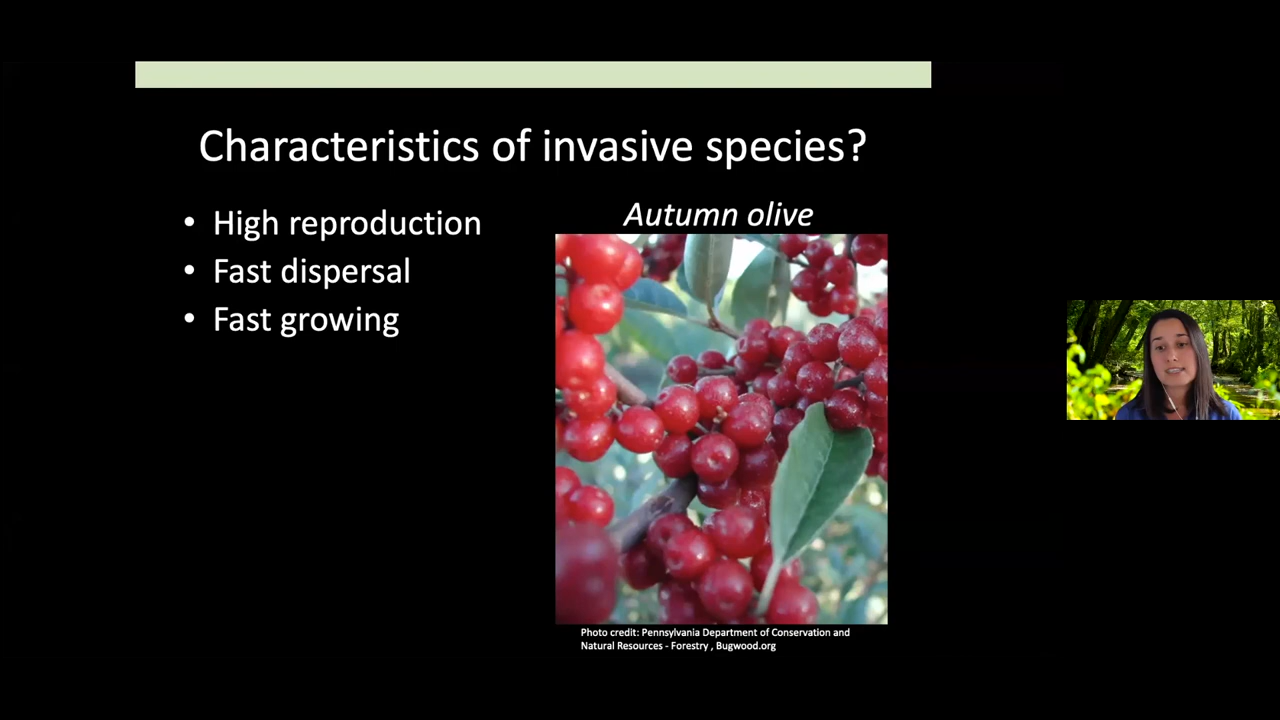 Characteristics of invasive species?
• High reproduction
• Fast dispersal
• Fast growing
Autumn olive
Photo credit: Pennsylvania Department of Conservation and
Natural Resources - Forestry , Bugwood.org